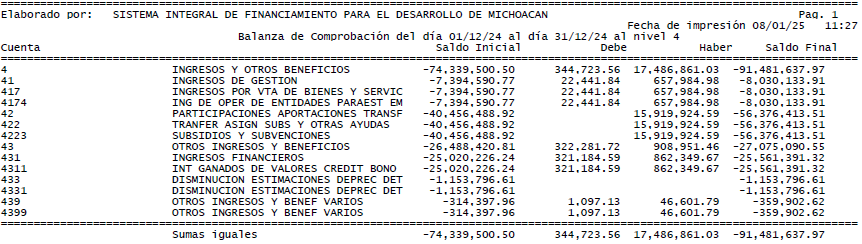 Elaborado por: SISTEMA INTEGRAL DE FINANCIAMIENTO PARA EL DESARROLLO DE MICHOACAN Pag. 1
Fecha de impresión 08/01/25 11:27
Balanza de Comprobación del día 01/12/24 al día 31/12/24 al nivel 4
Cuenta Saldo Inicial Debe Haber Saldo Final
4 INGRESOS Y OTROS BENEFICIOS -74,339,500.50 344,723.56 17,486,861.03 -91,481,637.97
41 INGRESOS DE GESTION -7,394,590.77 22,441.84 657,984.98 -8,030,133.91
417 INGRESOS POR VTA DE BIENES Y SERVIC -7,394,590.77 22,441.84 657,984.98 -8,030,133.91
4174 ING DE OPER DE ENTIDADES PARAEST EM -7,394,590.77 22,441.84 657,984.98 -8,030,133.91
42 PARTICIPACIONES APORTACIONES TRANSF -40,456,488.92 15,919,924.59 -56,376,413.51
422 TRANFER ASIGN SUBS Y OTRAS AYUDAS -40,456,488.92 15,919,924.59 -56,376,413.51
4223 SUBSIDIOS Y SUBVENCIONES -40,456,488.92 15,919,924.59 -56,376,413.51
43 OTROS INGRESOS Y BENEFICIOS -26,488,420.81 322,281.72 908,951.46 -27,075,090.55
431 INGRESOS FINANCIEROS -25,020,226.24 321,184.59 862,349.67 -25,561,391.32
4311 INT GANADOS DE VALORES CREDIT BONO -25,020,226.24 321,184.59 862,349.67 -25,561,391.32
433 DISMINUCION ESTIMACIONES DEPREC DET -1,153,796.61 -1,153,796.61
4331 DISMINUCION ESTIMACIONES DEPREC DET -1,153,796.61 -1,153,796.61
439 OTROS INGRESOS Y BENEF VARIOS -314,397.96 1,097.13 46,601.79 -359,902.62
4399 OTROS INGRESOS Y BENEF VARIOS -314,397.96 1,097.13 46,601.79 -359,902.62
Sumas iguales -74,339,500.50 344,723.56 17,486,861.03 -91,481,637.97